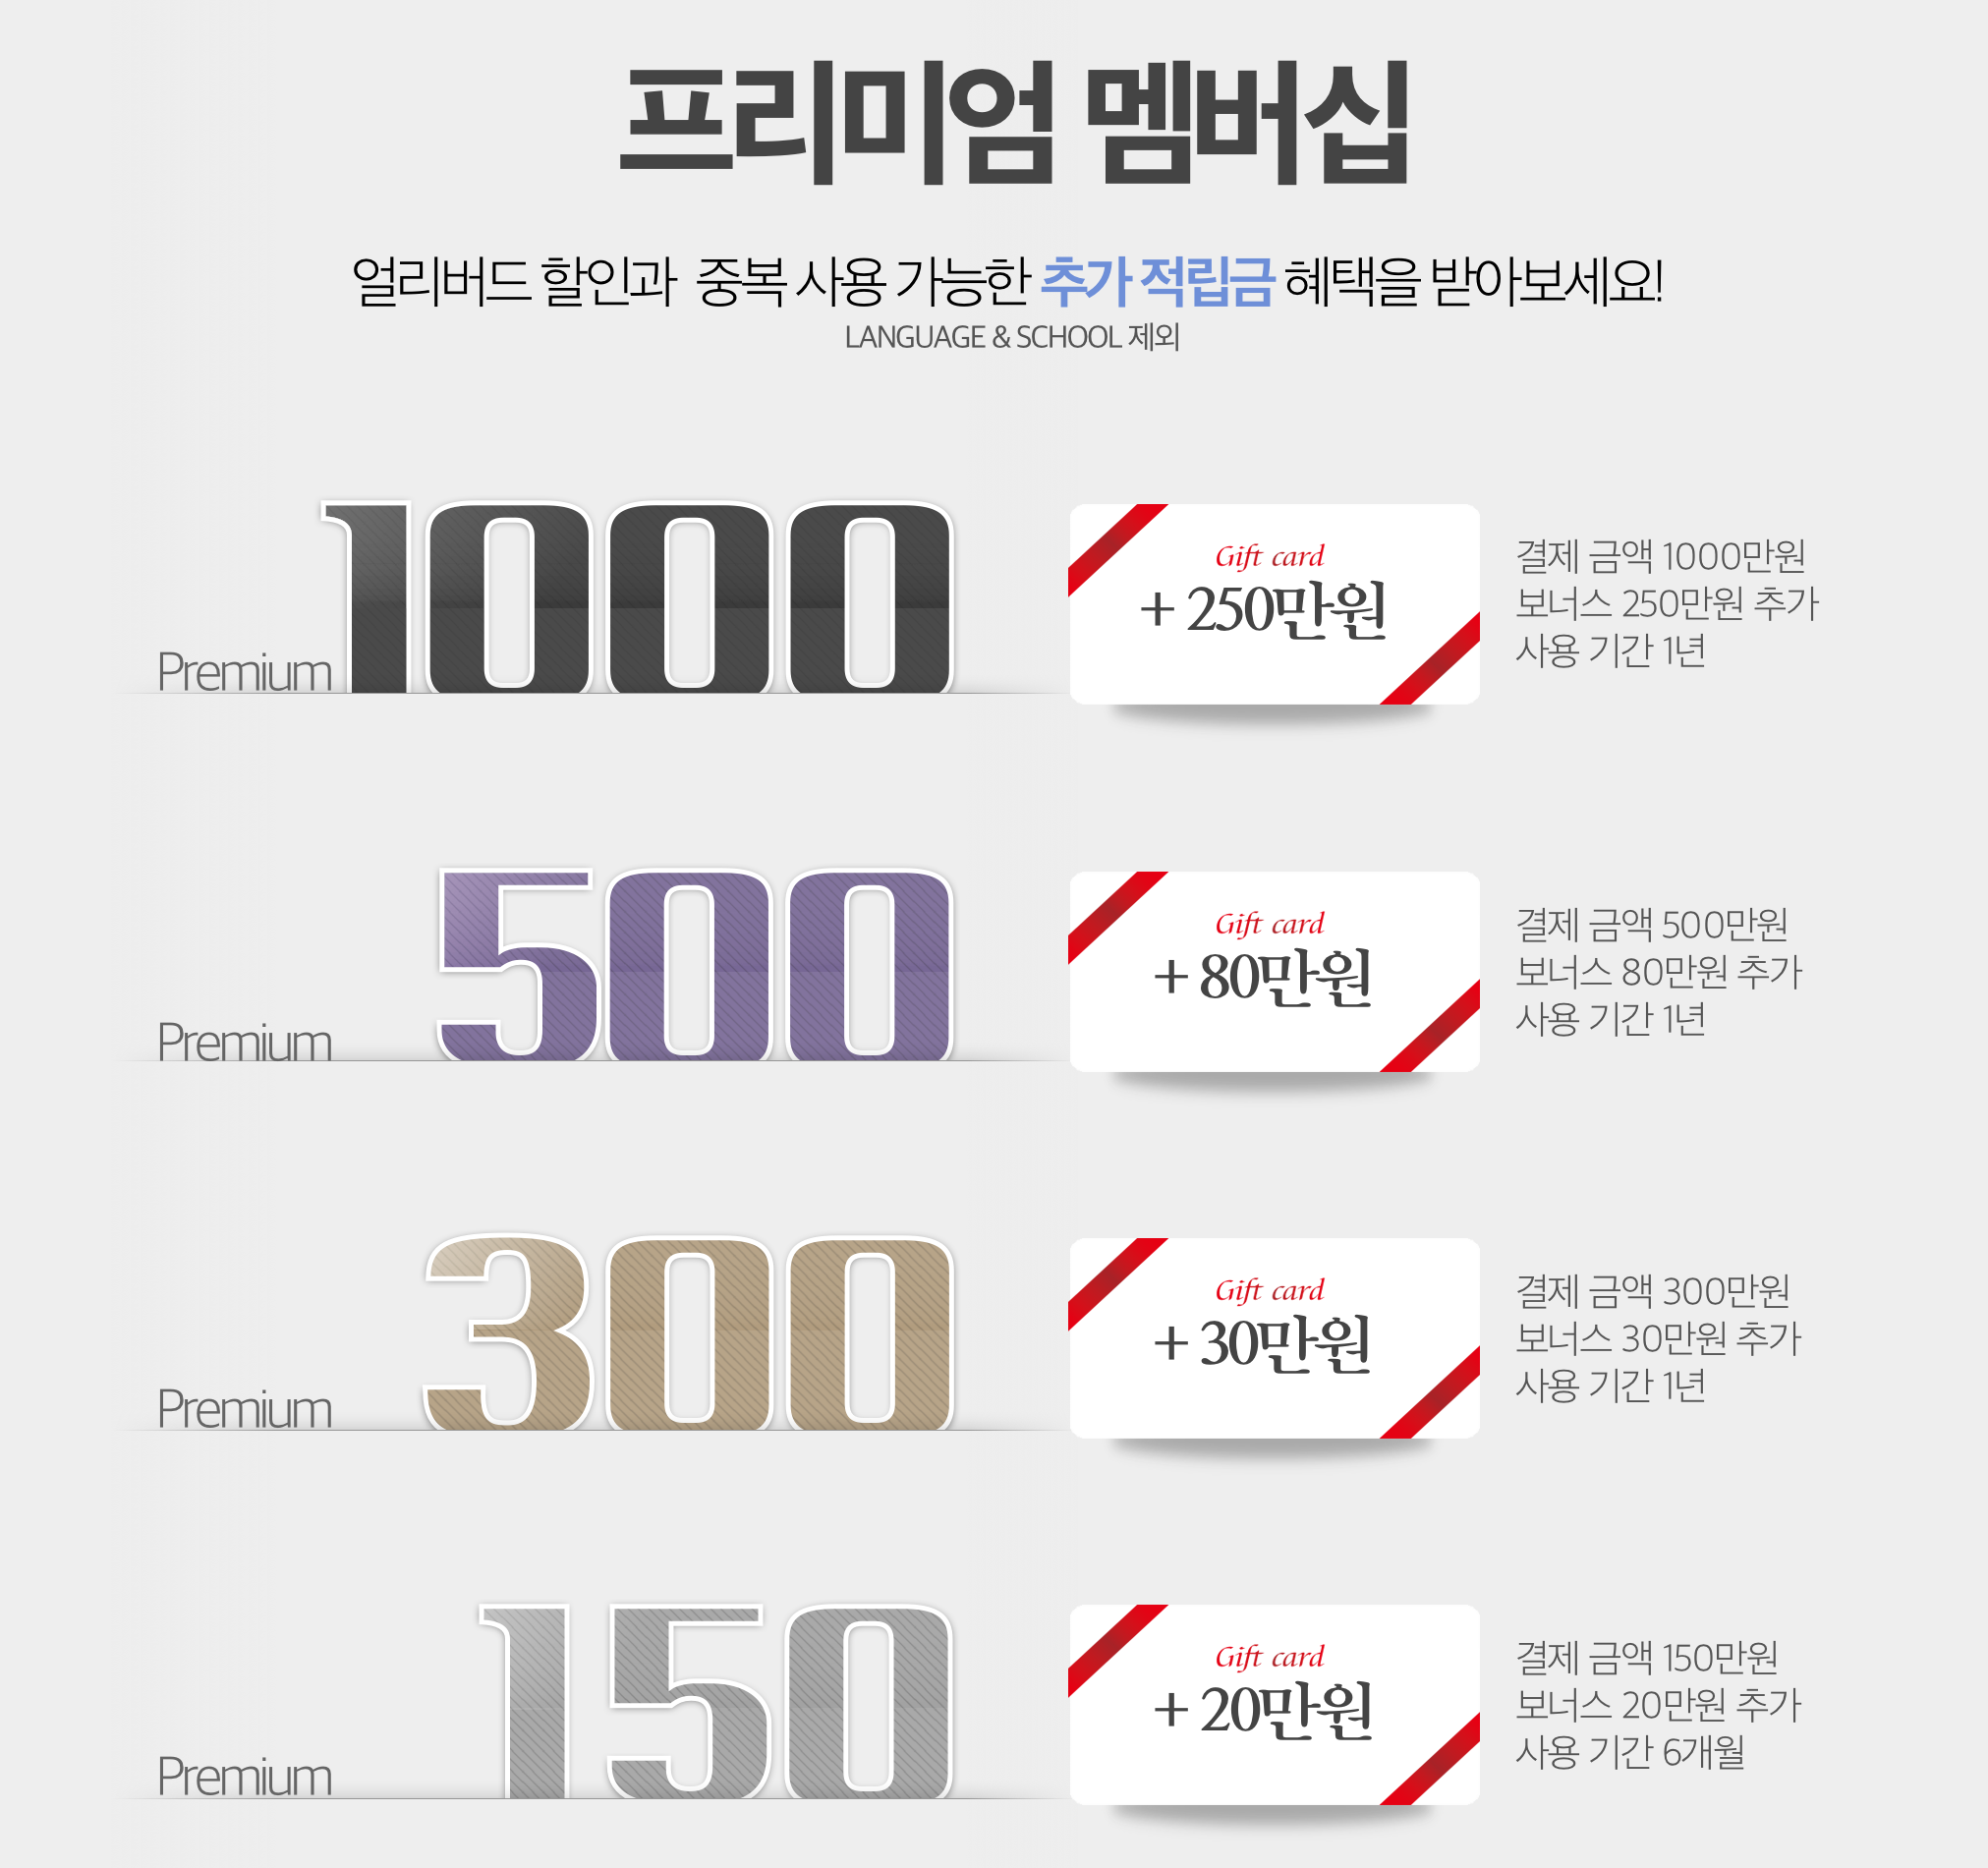 프리미엄 멤버십
얼리버드 할인과 중복 사용 가능한 추가 적립금 혜택을 받아보세요!
LANGUAGE & SCHOOL 제외
Premium 1000
Gift card
+ 250만원
결제 금액 1000만원
보너스 250만원 추가
사용 기간 1년
Premium 500
Gift card
+ 80만원
결제 금액 500만원
보너스 80만원 추가
사용 기간 1년
Premium 300
Gift card
+ 30만원
결제 금액 300만원
보너스 30만원 추가
사용 기간 1년
Premium 150
Gift card
+ 20만원
결제 금액 150만원
보너스 20만원 추가
사용 기간 6개월